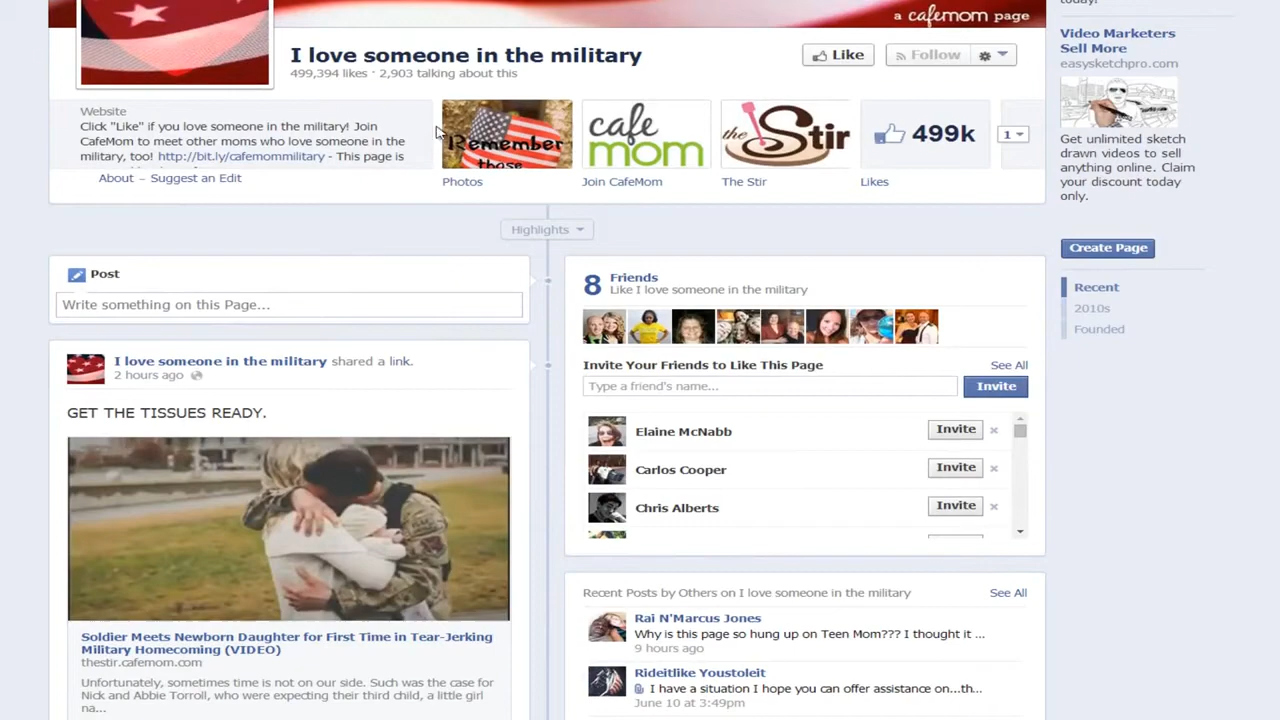 a cafemom page
today!
I love someone in the military
499,394 likes · 2,903 talking about this
Like
Follow
Website
Click "Like" if you love someone in the military! Join
CafeMom to meet other moms who love someone in the
military, too! http://bit.ly/cafemommilitary - This page is
About – Suggest an Edit
Remember
those
Photos
cafe
mom
Join CafeMom
the Stir
The Stir
499k
Likes
1
Highlights
Post
Write something on this Page...
I love someone in the military shared a link.
2 hours ago
GET THE TISSUES READY.
Soldier Meets Newborn Daughter for First Time in Tear-Jerking
Military Homecoming (VIDEO)
thestir.cafemom.com
Unfortunately, sometimes time is not on our side. Such was the case for
Nick and Abbie Torroll, who were expecting their third child, a little girl
na...
8 Friends
Like I love someone in the military
Invite Your Friends to Like This Page
See All
Type a friend's name...
Invite
Elaine McNabb
Invite
Carlos Cooper
Invite
Chris Alberts
Invite
Recent Posts by Others on I love someone in the military
See All
Rai N'Marcus Jones
Why is this page so hung up on Teen Mom??? I thought it ...
9 hours ago
Rideitlike Youstoleit
I have a situation I hope you can offer assistance on...th...
June 10 at 3:49pm
Video Marketers
Sell More
easysketchpro.com
Get unlimited sketch
drawn videos to sell
anything online. Claim
your discount today
only.
Create Page
Recent
2010s
Founded